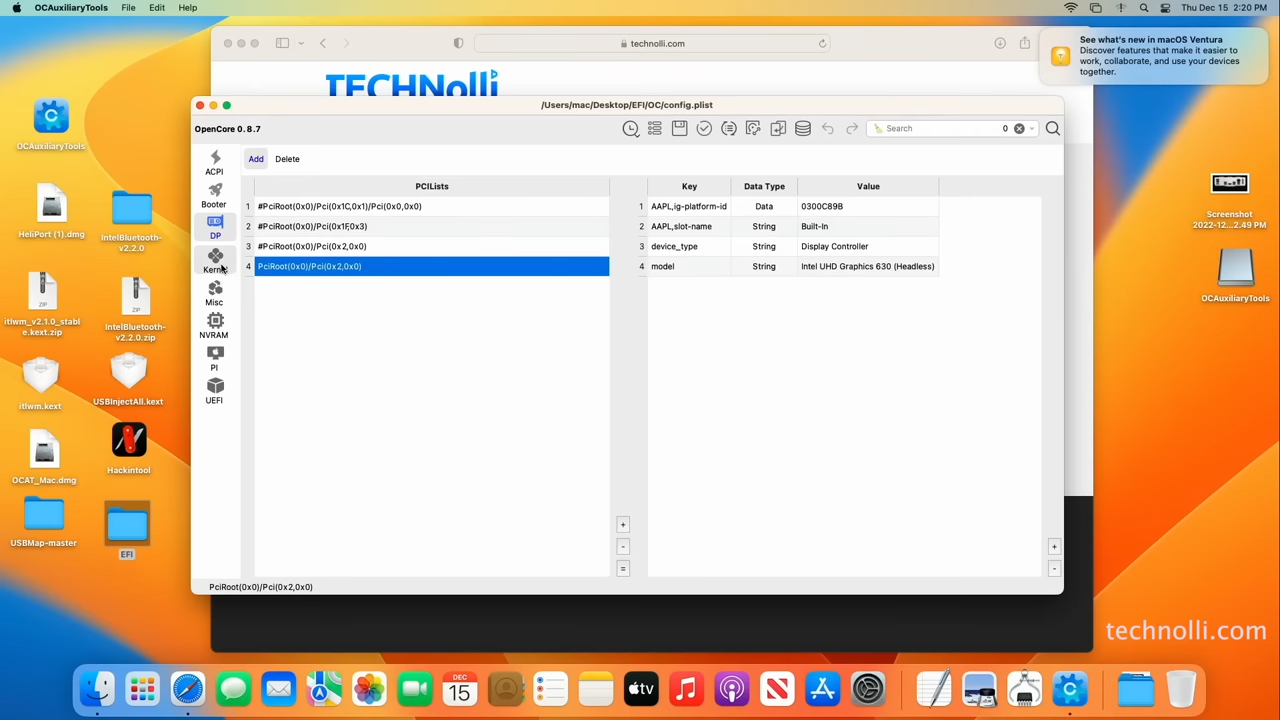 OCAuxiliaryTools File Edit Help
Thu Dec 15 2:20 PM
technolli.com
See what's new in macOS Ventura
Discover features that make it easier to
work, collaborate, and use your devices
together.
TECHNolli
/Users/mac/Desktop/EFI/OC/config.plist
OpenCore 0.8.7
Search
0
ACPI
Booter
DP
Kernel
Misc
NVRAM
PI
UEFI
Add Delete
PCILists
1 #PciRoot(0x0)/Pci(0x1C,0x1)/Pci(0x0,0x0)
2 #PciRoot(0x0)/Pci(0x1F,0x3)
3 #PciRoot(0x0)/Pci(0x2,0x0)
4 PciRoot(0x0)/Pci(0x2,0x0)
+
-
=
Key Data Type Value
1 AAPL,ig-platform-id Data 0300C89B
2 AAPL,slot-name String Built-In
3 device_type String Display Controller
4 model String Intel UHD Graphics 630 (Headless)
+
-
PciRoot(0x0)/Pci(0x2,0x0)
OCAuxiliaryTools
HeliPort (1).dmg
IntelBluetooth-
v2.2.0
ZIP
itlwm_v2.1.0_stabl
e.kext.zip
ZIP
IntelBluetooth-
v2.2.0.zip
itlwm.kext
USBInjectAll.kext
OCAT_Mac.dmg
Hackintool
USBMap-master
EFI
Screenshot
2022-12...2.49 PM
OCAuxiliaryTools
technolli.com
DEC
15
tv